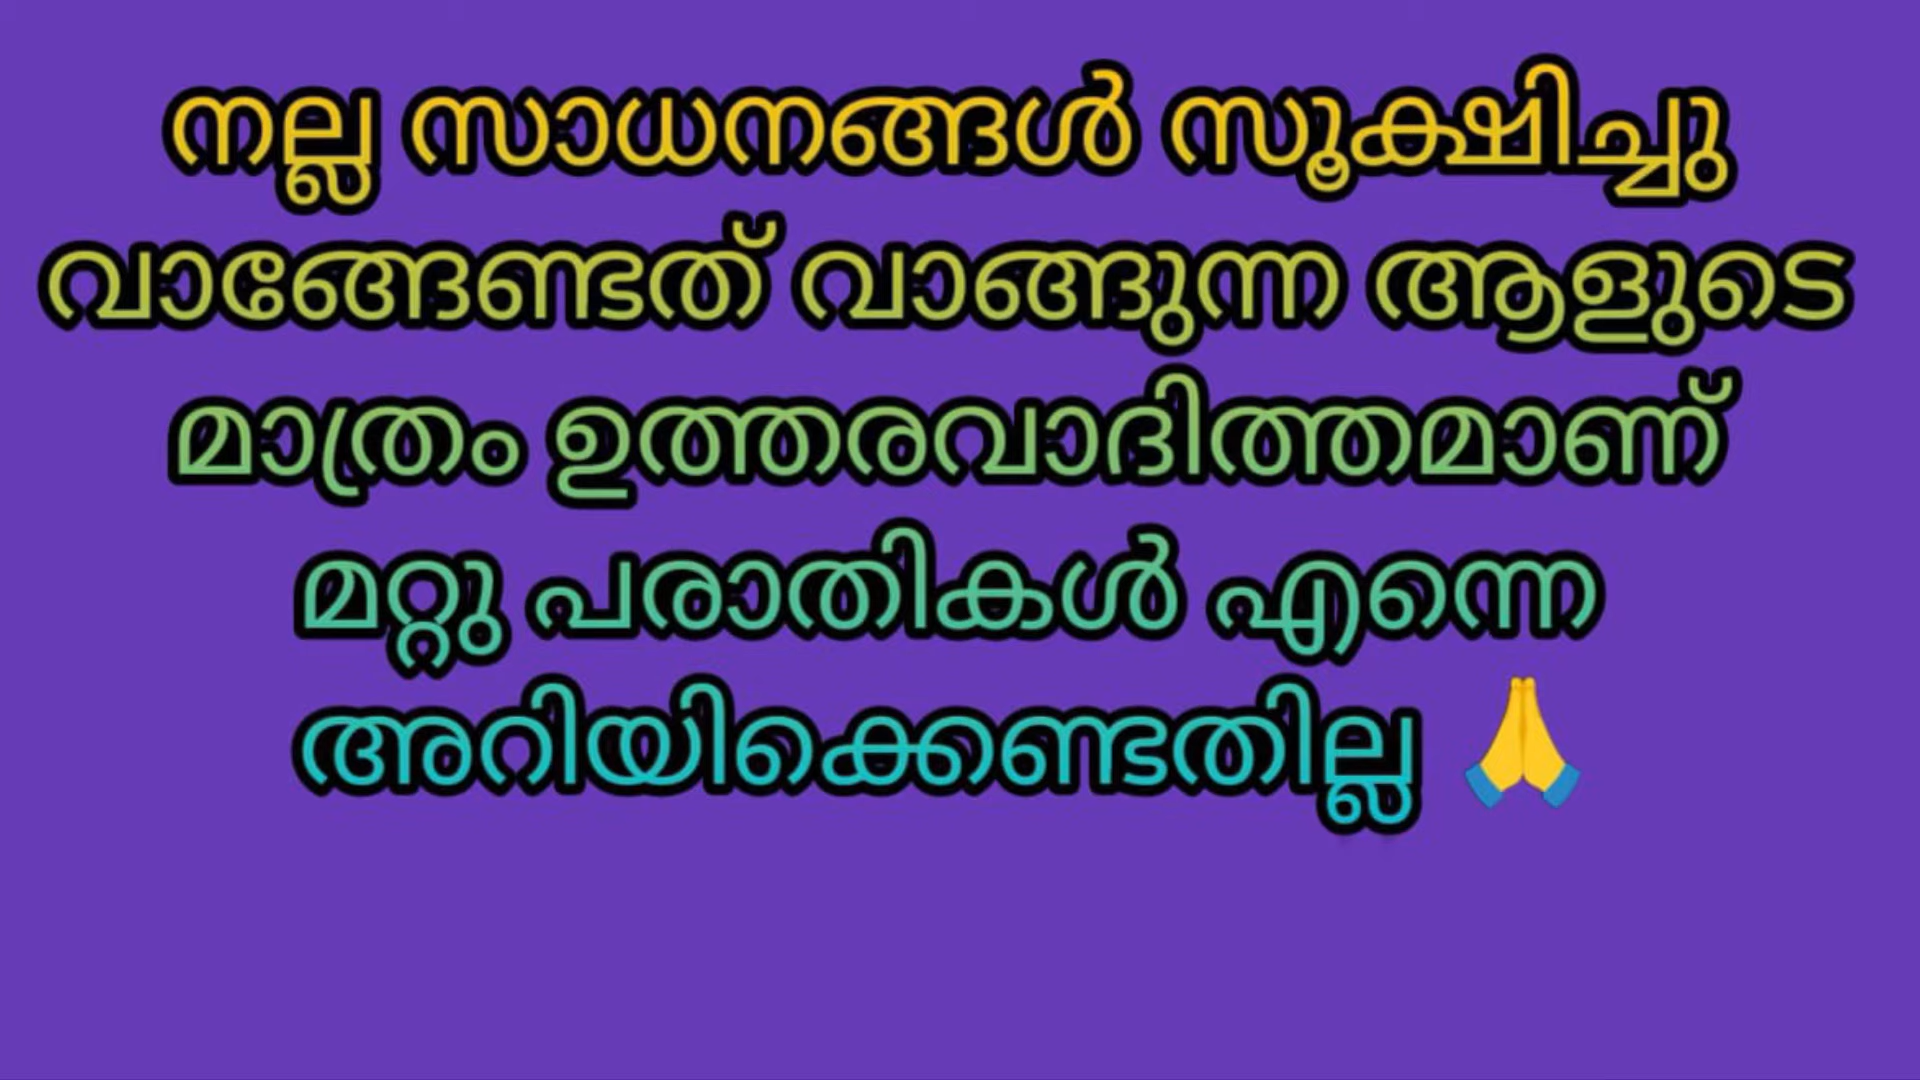 നല്ല സാധനങ്ങൾ സൂക്ഷിച്ചു
വാങ്ങേണ്ടത് വാങ്ങുന്ന ആളുടെ
മാത്രം ഉത്തരവാദിത്തമാണ്
മറ്റു പരാതികൾ എന്നെ
അറിയിക്കെണ്ടതില്ല 🙏